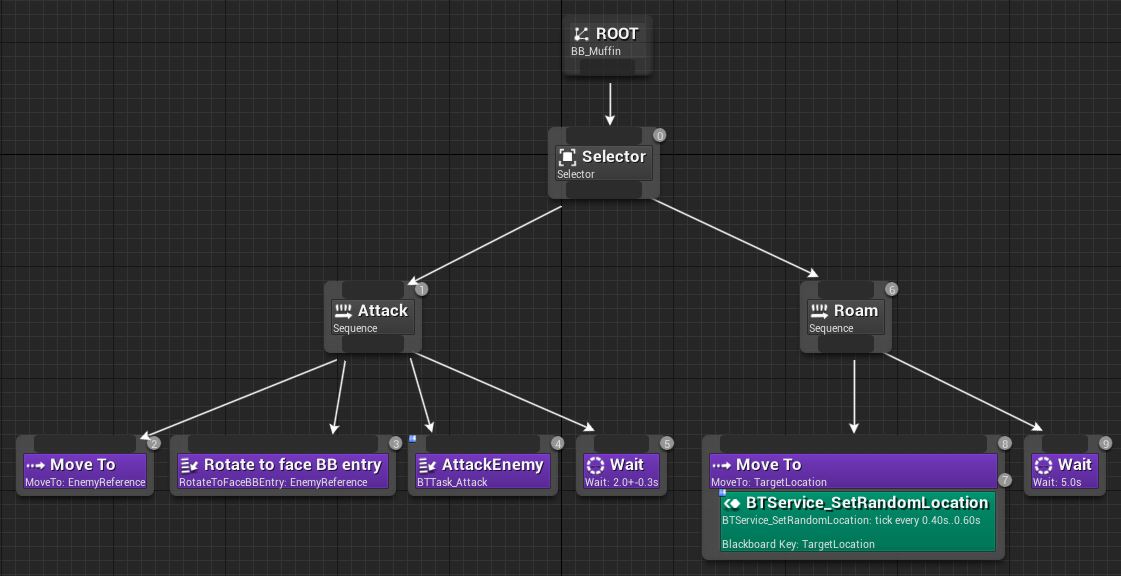 ROOT
BB_Muffin
0
Selector
Selector
1
Attack
Sequence
6
Roam
Sequence
2
Move To
MoveTo: EnemyReference
3
Rotate to face BB entry
RotateToFaceBBEntry: EnemyReference
4
AttackEnemy
BTTask_Attack
5
Wait
Wait: 2.0+-0.3s
8
Move To
MoveTo: TargetLocation
7
BTService_SetRandomLocation
BTService_SetRandomLocation: tick every 0.40s..0.60s
Blackboard Key: TargetLocation
9
Wait
Wait: 5.0s